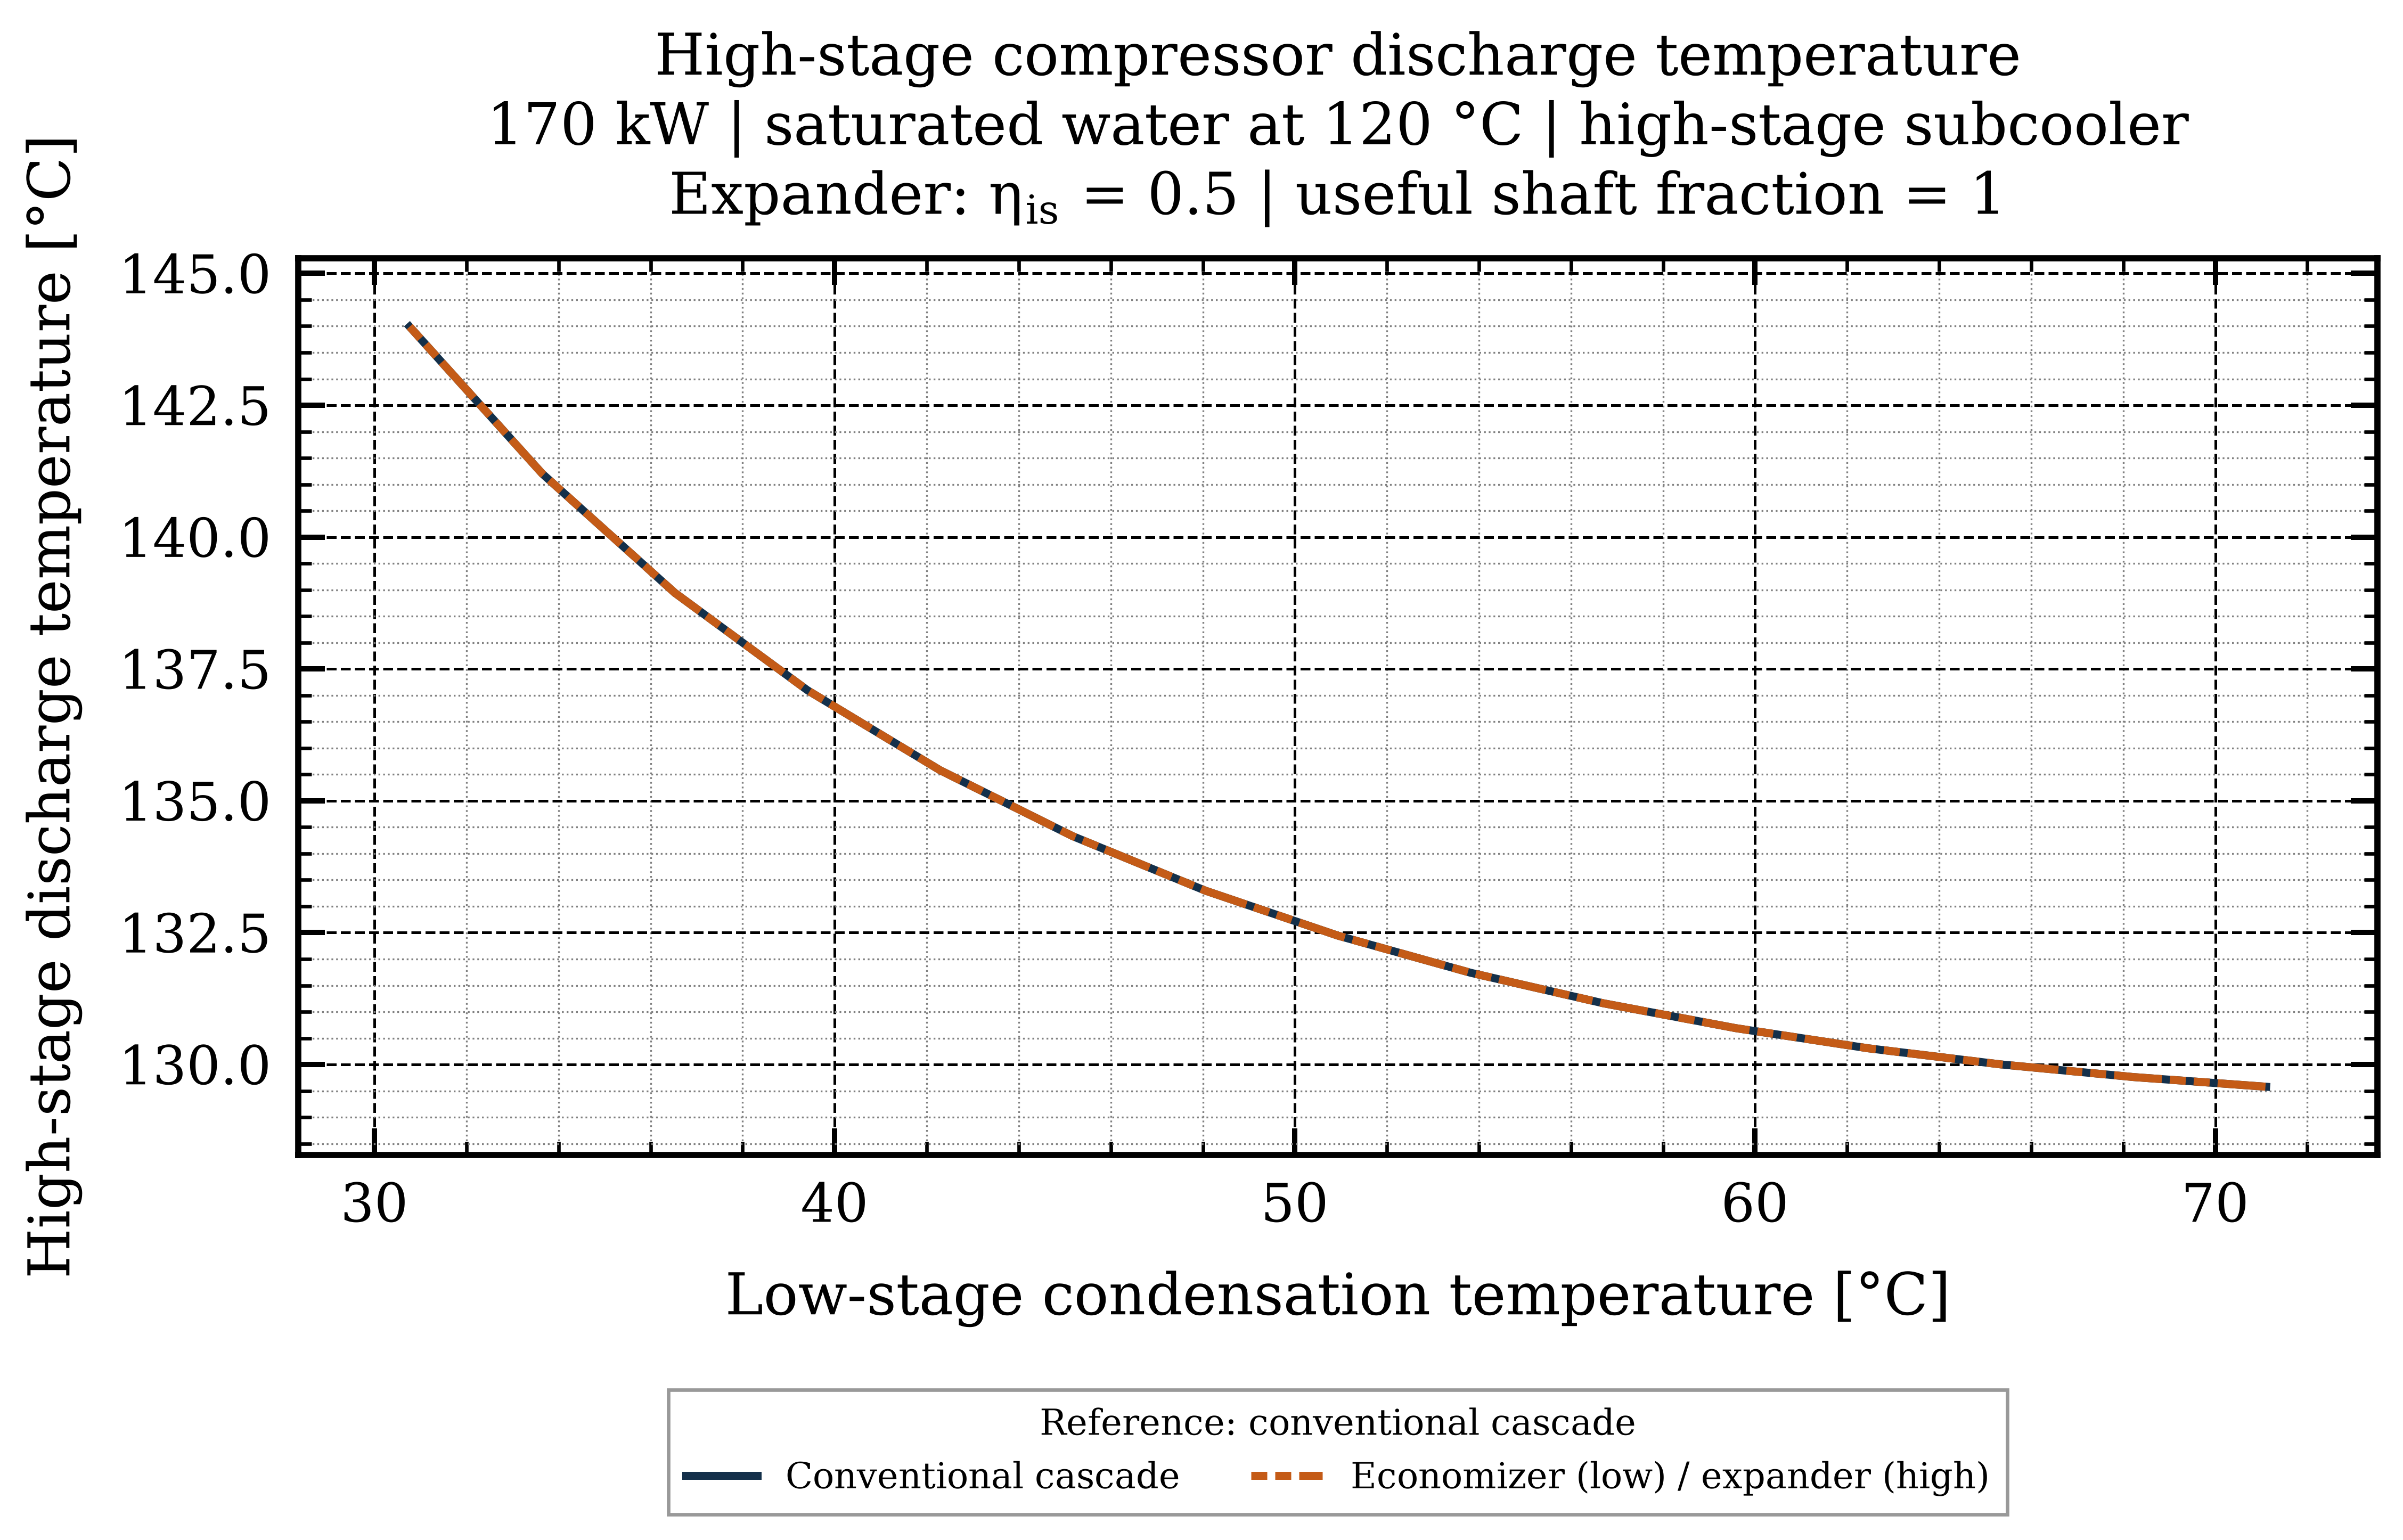 High-stage compressor discharge temperature
170 kW | saturated water at 120 °C | high-stage subcooler
Expander: ηis = 0.5 | useful shaft fraction = 1
High-stage discharge temperature [°C]
145.0
142.5
140.0
137.5
135.0
132.5
130.0
30 40 50 60 70
Low-stage condensation temperature [°C]
Reference: conventional cascade
Conventional cascade Economizer (low) / expander (high)